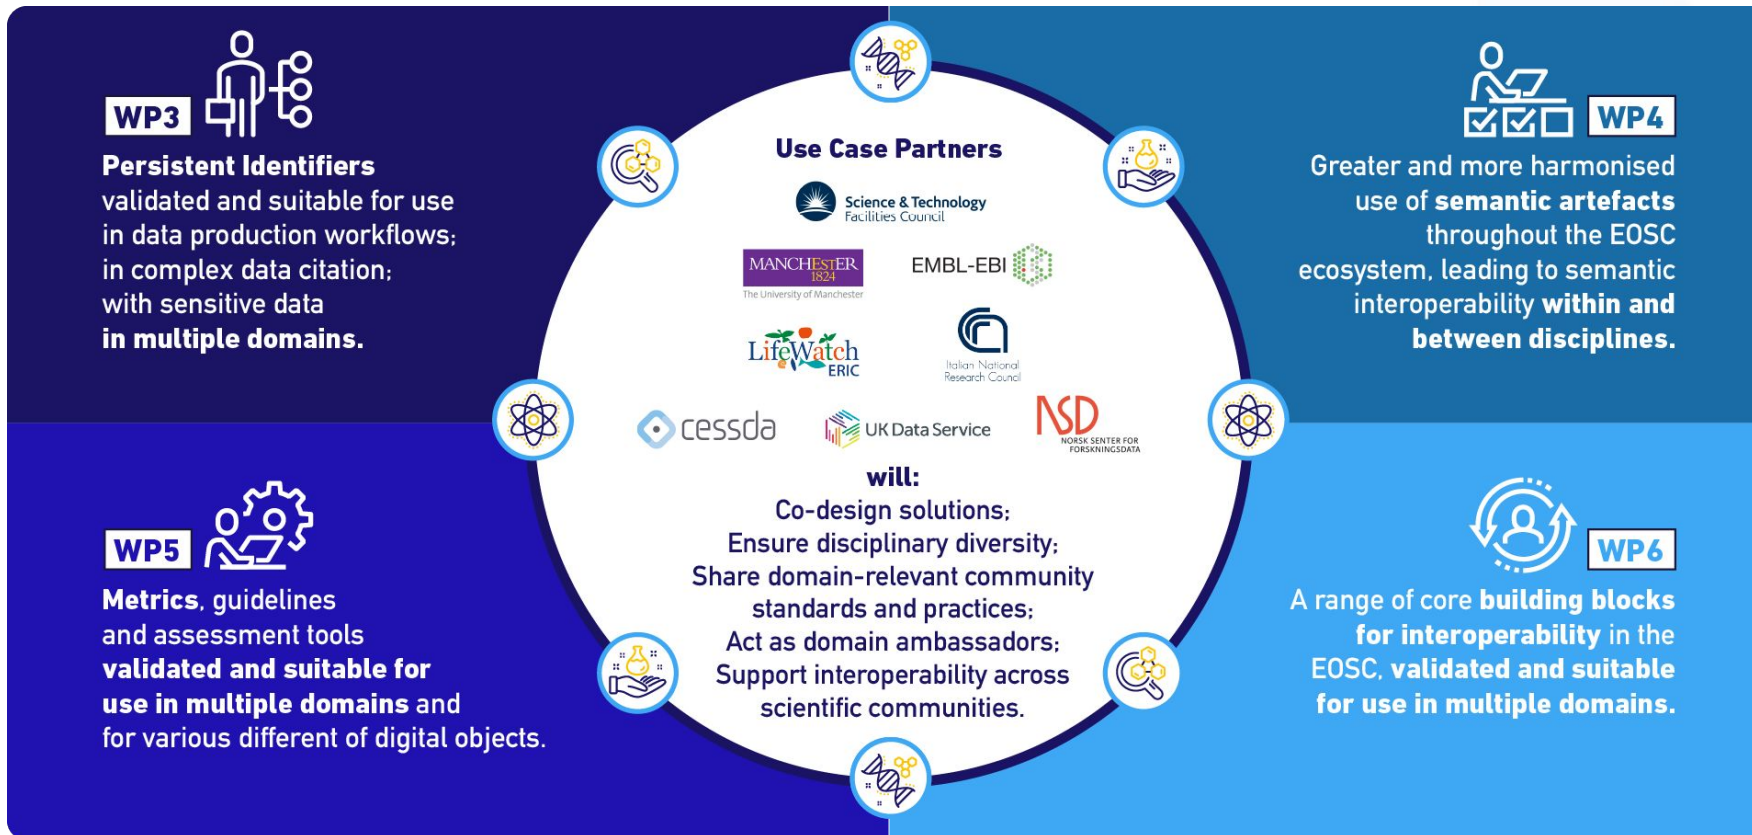 WP3
Persistent Identifiers
validated and suitable for use
in data production workflows;
in complex data citation;
with sensitive data
in multiple domains.
WP4
Greater and more harmonised
use of semantic artefacts
throughout the EOSC
ecosystem, leading to semantic
interoperability within and
between disciplines.
Use Case Partners
Science & Technology
Facilities Council
MANCHESTER
1824
The University of Manchester
EMBL-EBI
LifeWatch
ERIC
Italian National
Research Council
cessda
UK Data Service
NSD
NORSK SENTER FOR
FORSKNINGSDATA
will:
Co-design solutions;
Ensure disciplinary diversity;
Share domain-relevant community
standards and practices;
Act as domain ambassadors;
Support interoperability across
scientific communities.
WP5
Metrics, guidelines
and assessment tools
validated and suitable for
use in multiple domains and
for various different of digital objects.
WP6
A range of core building blocks
for interoperability in the
EOSC, validated and suitable
for use in multiple domains.